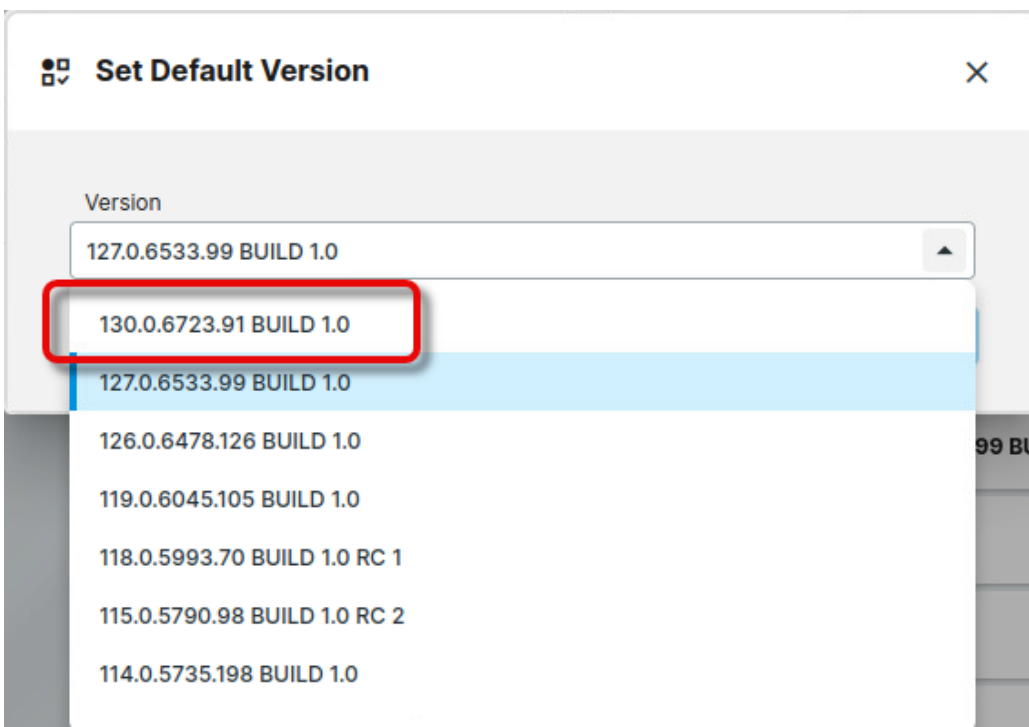 Set Default Version
Version
127.0.6533.99 BUILD 1.0
130.0.6723.91 BUILD 1.0
127.0.6533.99 BUILD 1.0
126.0.6478.126 BUILD 1.0
99 BU
119.0.6045.105 BUILD 1.0
118.0.5993.70 BUILD 1.0 RC 1
115.0.5790.98 BUILD 1.0 RC 2
114.0.5735.198 BUILD 1.0